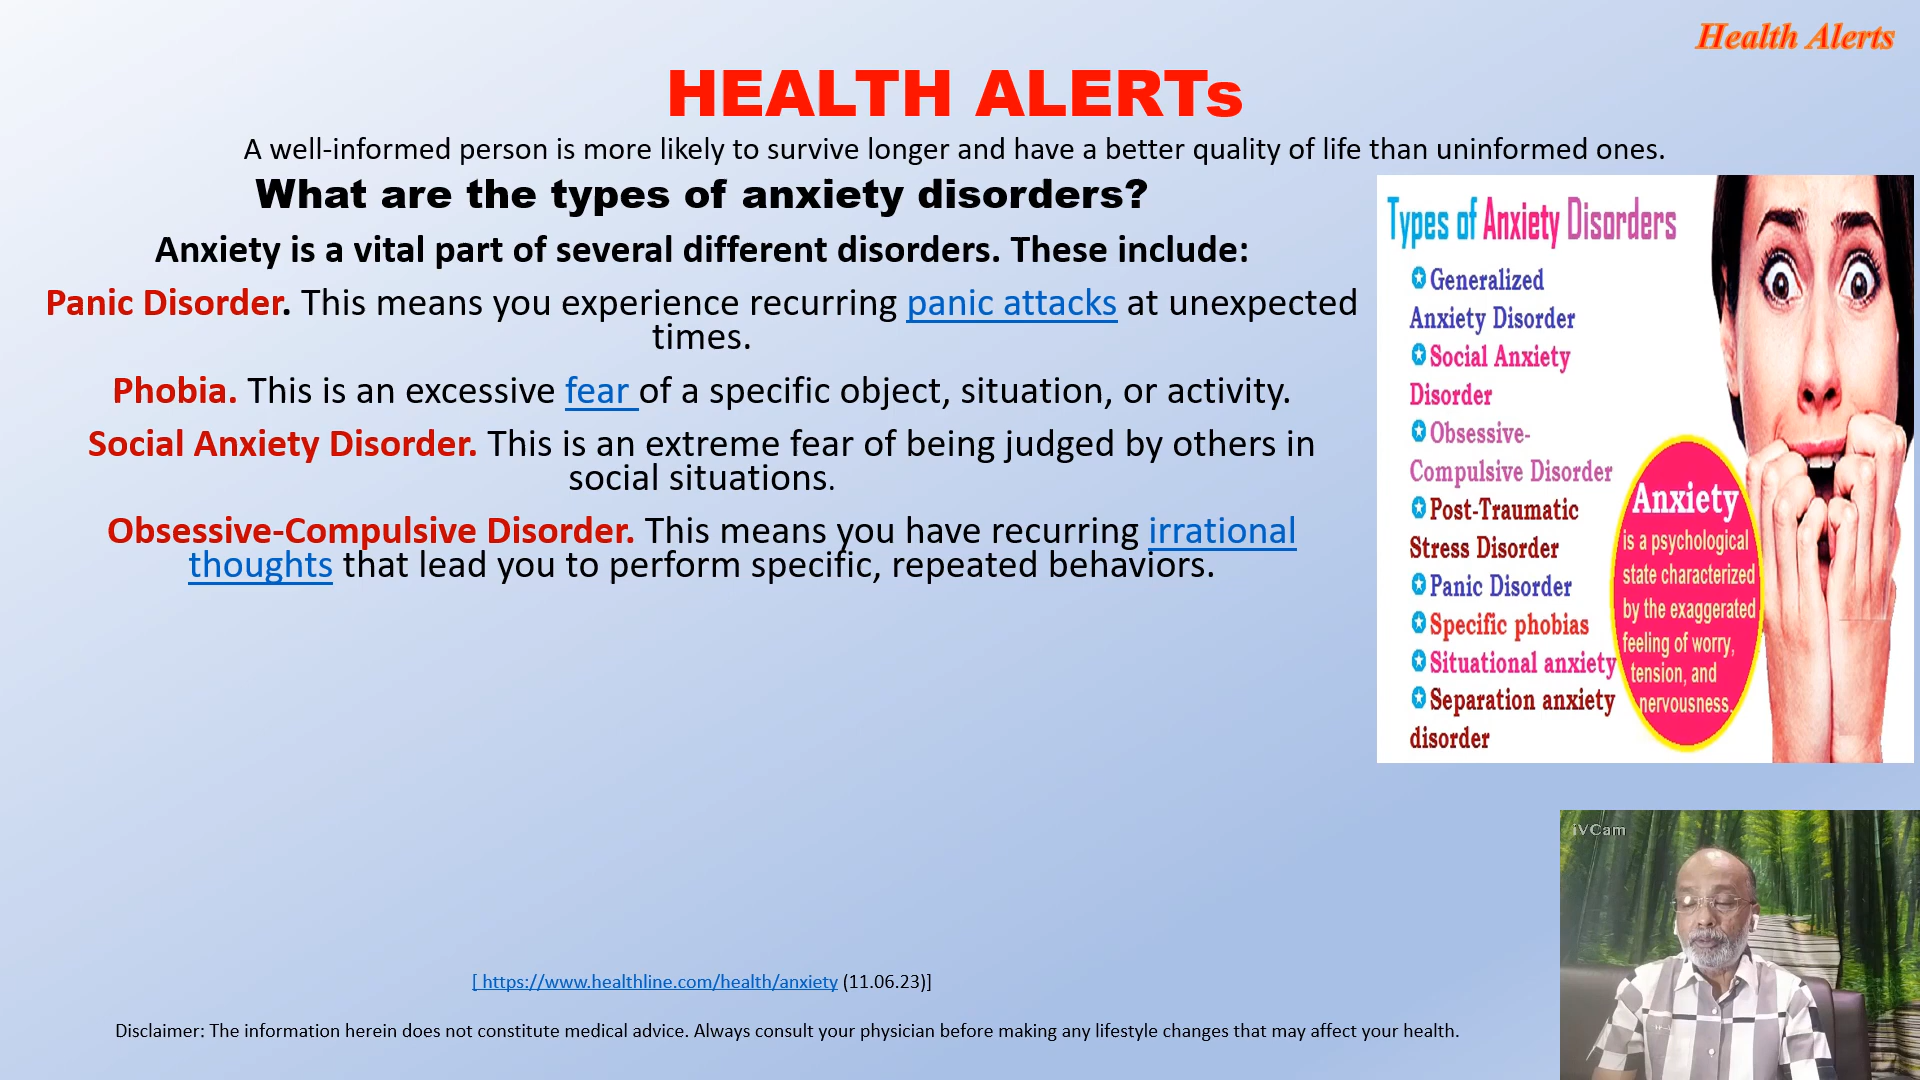 Health Alerts
HEALTH ALERTs
A well-informed person is more likely to survive longer and have a better quality of life than uninformed ones.
What are the types of anxiety disorders?
Anxiety is a vital part of several different disorders. These include:
Panic Disorder. This means you experience recurring panic attacks at unexpected
times.
Phobia. This is an excessive fear of a specific object, situation, or activity.
Social Anxiety Disorder. This is an extreme fear of being judged by others in
social situations.
Obsessive-Compulsive Disorder. This means you have recurring irrational
thoughts that lead you to perform specific, repeated behaviors.
Types of Anxiety Disorders
Generalized
Anxiety Disorder
Social Anxiety
Disorder
Obsessive-
Compulsive Disorder
Post-Traumatic
Stress Disorder
Panic Disorder
Specific phobias
Situational anxiety
Separation anxiety
disorder
Anxiety
is a psychological
state characterized
by the exaggerated
feeling of worry,
tension, and
nervousness.
iVCam
[ https://www.healthline.com/health/anxiety (11.06.23)]
Disclaimer: The information herein does not constitute medical advice. Always consult your physician before making any lifestyle changes that may affect your health.